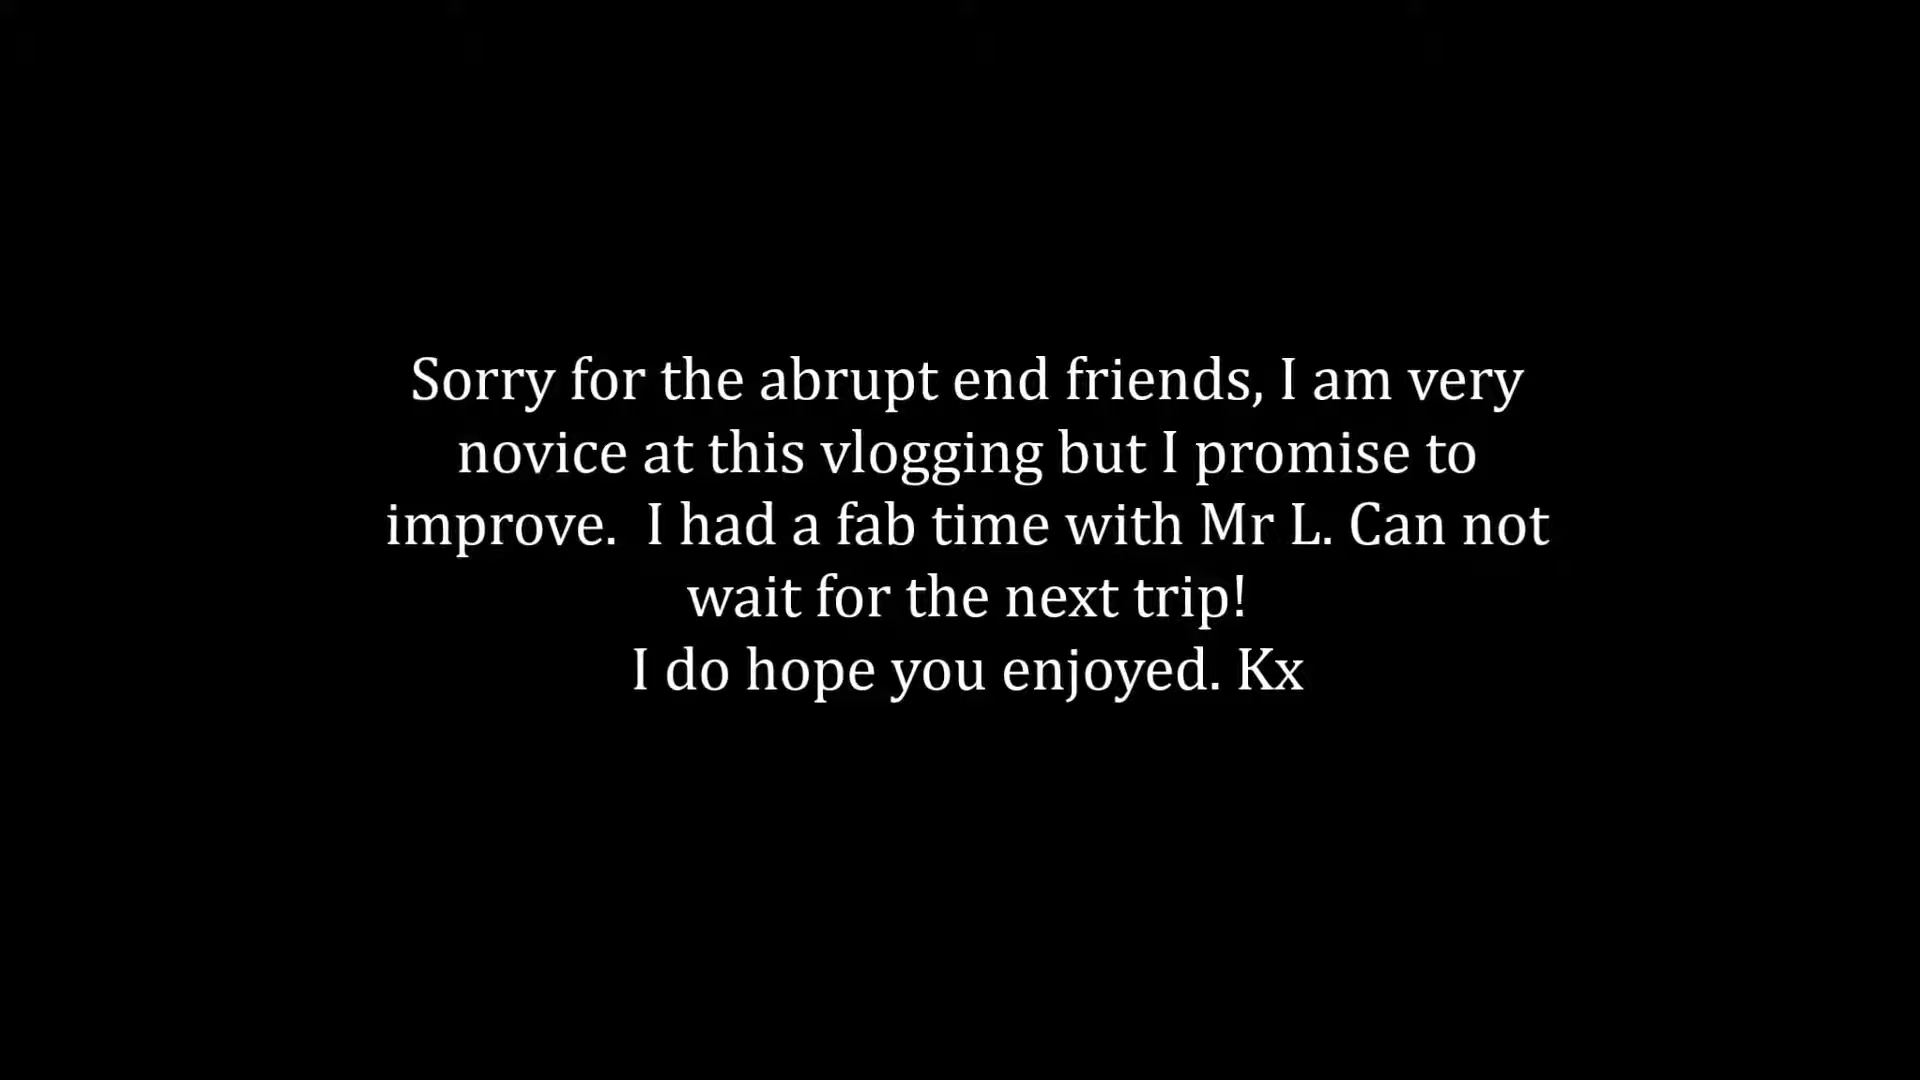 Sorry for the abrupt end friends, I am very
novice at this vlogging but I promise to
improve.  I had a fab time with Mr L. Can not
wait for the next trip!
I do hope you enjoyed. Kx